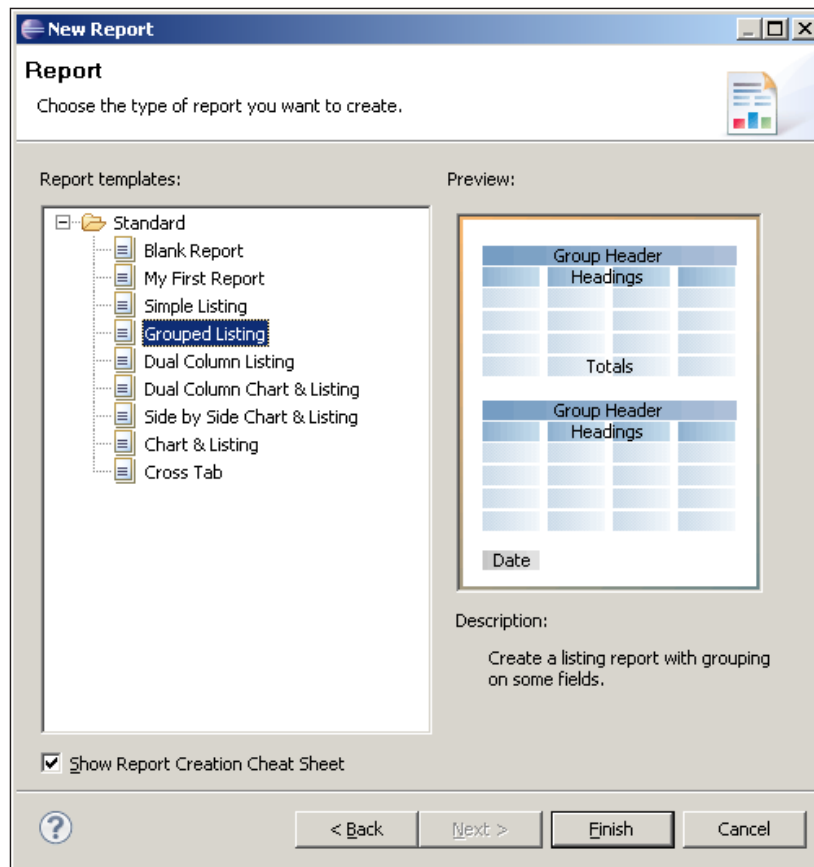 New Report
Report
Choose the type of report you want to create.
Report templates:
Standard
Blank Report
My First Report
Simple Listing
Grouped Listing
Dual Column Listing
Dual Column Chart & Listing
Side by Side Chart & Listing
Chart & Listing
Cross Tab
Preview:
Group Header
Headings
Totals
Group Header
Headings
Date
Description:
Create a listing report with grouping
on some fields.
Show Report Creation Cheat Sheet
?
< Back
Next >
Finish
Cancel